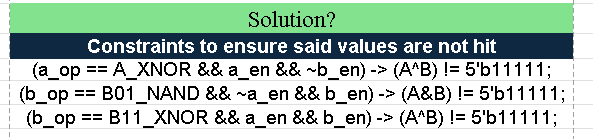 Solution?
Constraints to ensure said values are not hit
(a_op == A_XNOR && a_en && ~b_en) -> (A^B) != 5'b11111;
(b_op == B01_NAND && ~a_en && b_en) -> (A&B) != 5'b11111;
(b_op == B11_XNOR && a_en && b_en) -> (A^B) != 5'b11111;